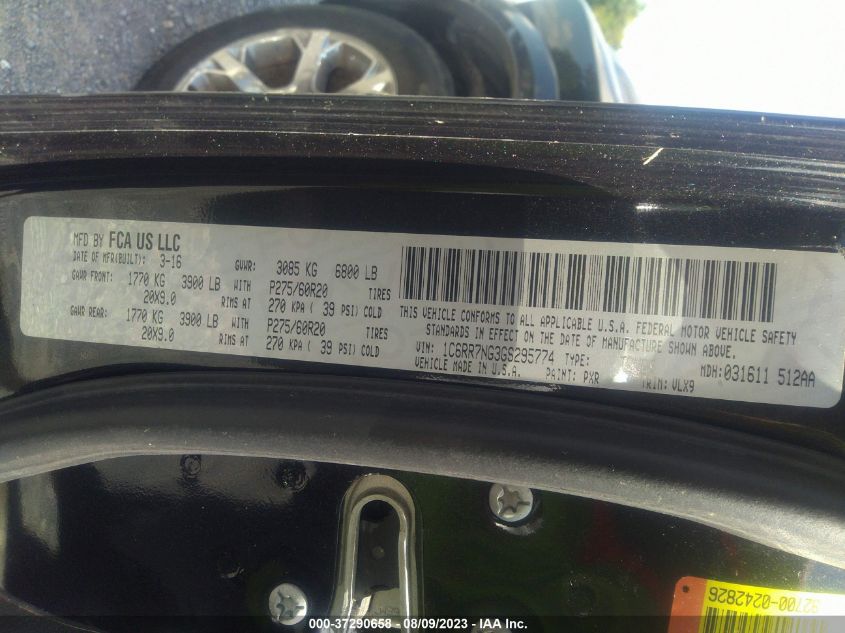 MFD BY FCA US LLC
DATE OF MFR(BUILT): 3-16 GVWR: 3085 KG 6800 LB
GAWR FRONT: 1770 KG 3900 LB WITH P275/60R20 TIRES
20X9.0 RIMS AT 270 KPA ( 39 PSI) COLD
GAWR REAR: 1770 KG 3900 LB WITH P275/60R20 TIRES
20X9.0 RIMS AT 270 KPA ( 39 PSI) COLD
THIS VEHICLE CONFORMS TO ALL APPLICABLE U.S.A. FEDERAL MOTOR VEHICLE SAFETY
STANDARDS IN EFFECT ON THE DATE OF MANUFACTURE SHOWN ABOVE.
VIN: 1C6RR7NG3GS295774 TYPE:
VEHICLE MADE IN U.S.A. PAINT: PXR TRIM: VLX9 MDH:031611 512AA
92700-0242826
000-37290658 - 08/09/2023 - IAA Inc.